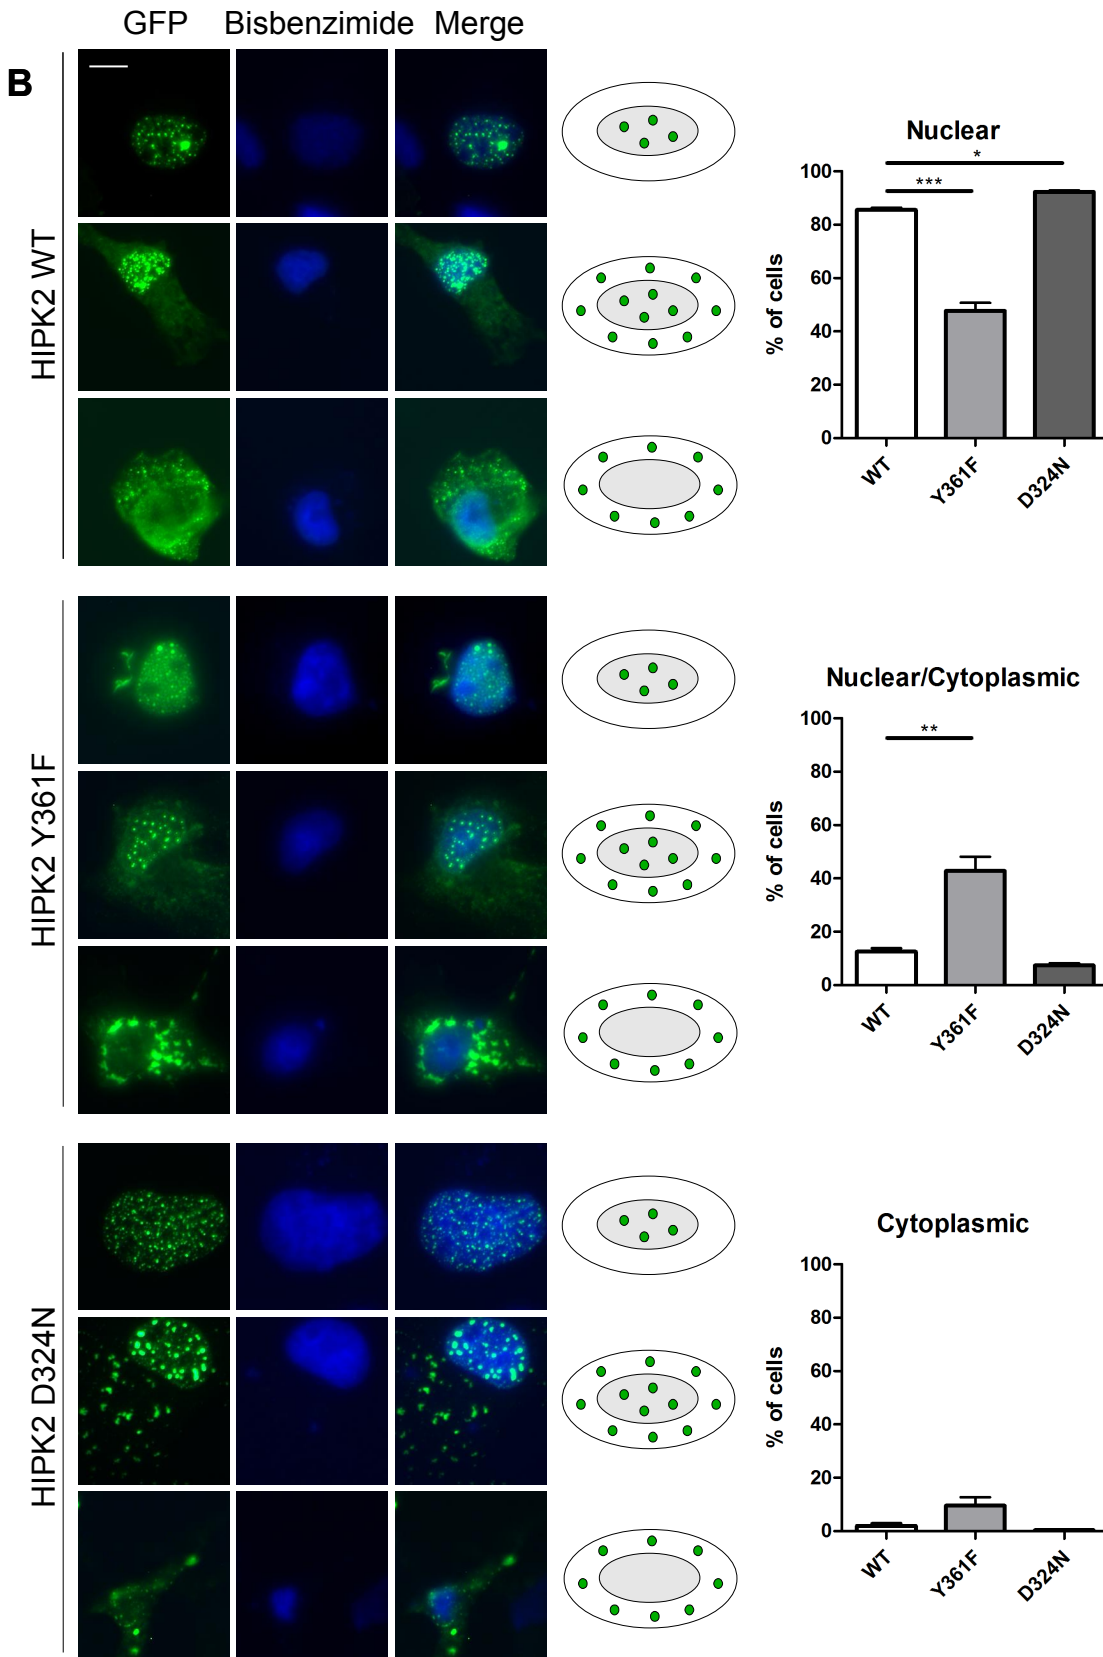 GFP Bisbenzimide Merge
B
HIPK2 WT
HIPK2 Y361F
HIPK2 D324N
Nuclear
*
***
100
80
60
40
20
0
% of cells
WT Y361F D324N
Nuclear/Cytoplasmic
**
100
80
60
40
20
0
% of cells
WT Y361F D324N
Cytoplasmic
100
80
60
40
20
0
% of cells
WT Y361F D324N